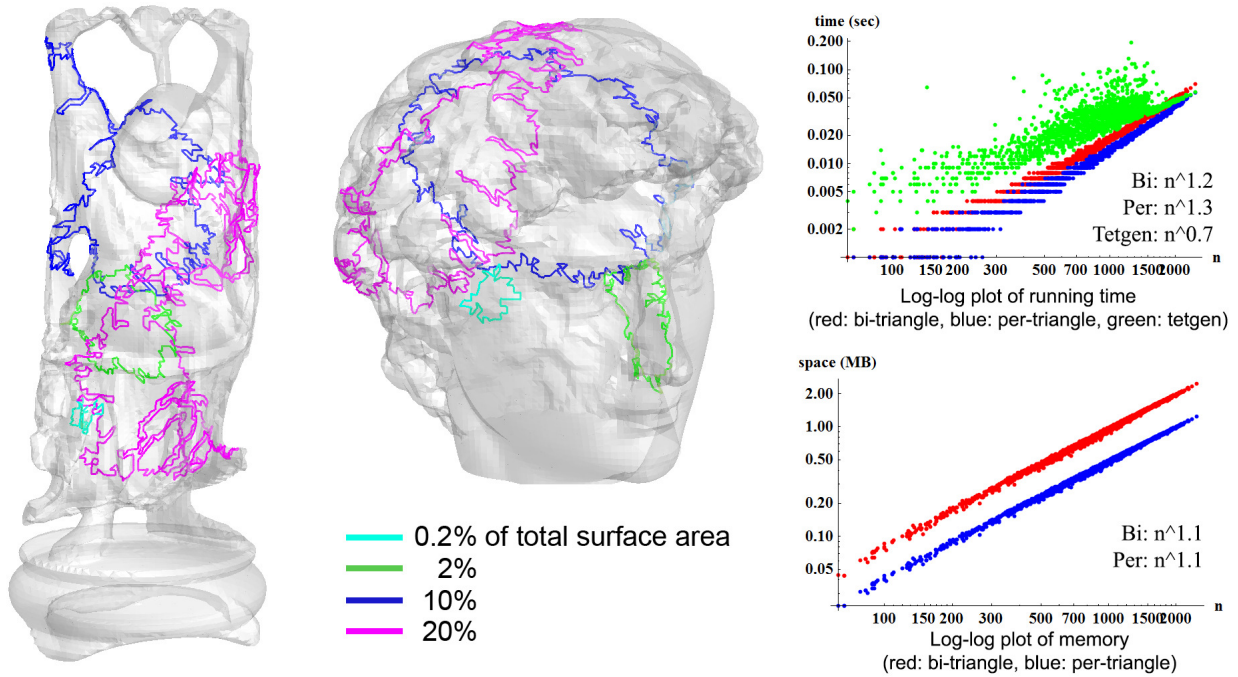 0.2% of total surface area
2%
10%
20%
time (sec)
0.200
0.100
0.050
0.020
0.010
0.005
0.002
Bi: n^1.2
Per: n^1.3
Tetgen: n^0.7
100 150 200 300 500 700 1000 1500 2000 n
Log-log plot of running time
(red: bi-triangle, blue: per-triangle, green: tetgen)
space (MB)
2.00
1.00
0.50
0.20
0.10
0.05
Bi: n^1.1
Per: n^1.1
100 150 200 300 500 700 1000 1500 2000 n
Log-log plot of memory
(red: bi-triangle, blue: per-triangle)